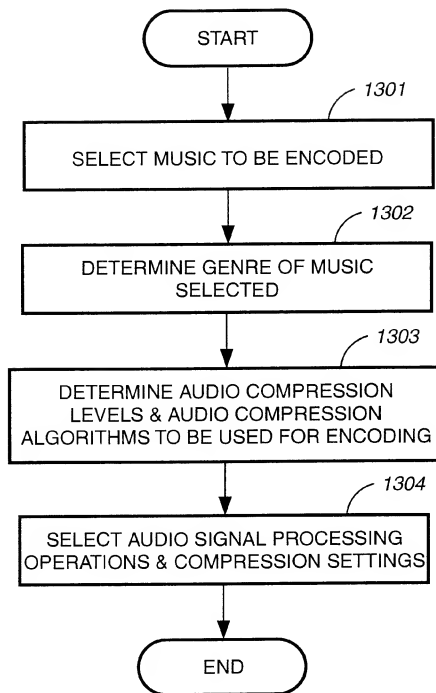 START
1301
SELECT MUSIC TO BE ENCODED
1302
DETERMINE GENRE OF MUSIC
SELECTED
1303
DETERMINE AUDIO COMPRESSION
LEVELS & AUDIO COMPRESSION
ALGORITHMS TO BE USED FOR ENCODING
1304
SELECT AUDIO SIGNAL PROCESSING
OPERATIONS & COMPRESSION SETTINGS
END